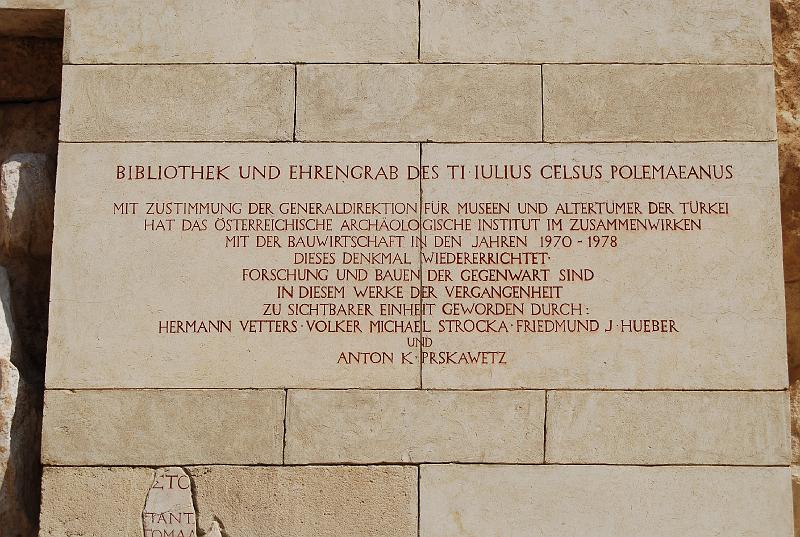 BIBLIOTHEK UND EHRENGRAB DES TI·IULIUS CELSUS POLEMAEANUS
MIT ZUSTIMMUNG DER GENERALDIREKTION FÜR MUSEEN UND ALTERTÜMER DER TÜRKEI
HAT DAS ÖSTERREICHISCHE ARCHÄOLOGISCHE INSTITUT IM ZUSAMMENWIRKEN
MIT DER BAUWIRTSCHAFT IN DEN JAHREN 1970 - 1978
DIESES DENKMAL WIEDERERRICHTET·
FORSCHUNG UND BAUEN DER GEGENWART SIND
IN DIESEM WERKE DER VERGANGENHEIT
ZU SICHTBARER EINHEIT GEWORDEN DURCH:
HERMANN VETTERS·VOLKER MICHAEL STROCKA·FRIEDMUND J·HUEBER
UND
ANTON K·PRSKAWETZ
ΣΤΟ
ΤΑΝΤ
ΤΟΜΑΛ